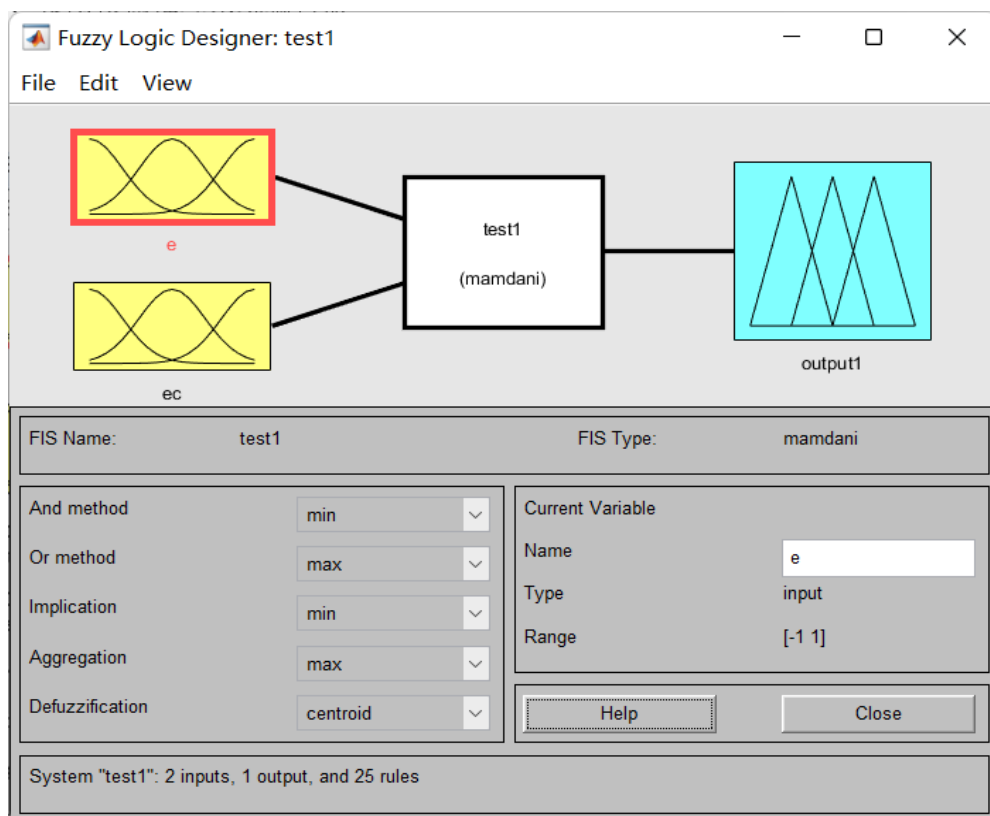 Fuzzy Logic Designer: test1
File Edit View
e
ec
test1
(mamdani)
output1
FIS Name: test1 FIS Type: mamdani
And method min
Or method max
Implication min
Aggregation max
Defuzzification centroid
Current Variable
Name e
Type input
Range [-1 1]
Help Close
System "test1": 2 inputs, 1 output, and 25 rules